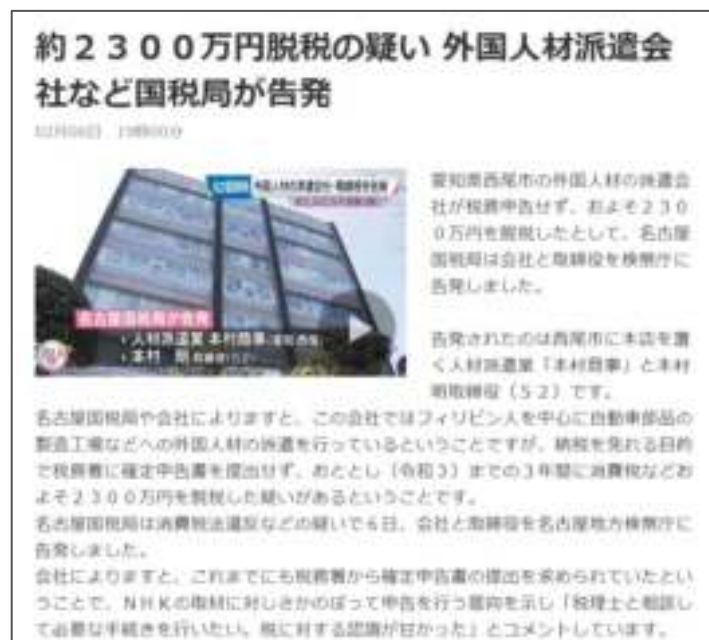 約２３００万円脱税の疑い 外国人材派遣会
社など国税局が告発
愛知県西尾市の外国人材の派遣会
社が税務申告せず、およそ２３０
０万円を脱税したとして、名古屋
国税局は会社と取締役を検察庁に
告発しました。
名古屋国税局が告発
人材派遣業 本村商事
本村
告発されたのは西尾市に本店を置
く人材派遣業「本村商事」と本村
取締役（５２）です。
名古屋国税局や会社によりますと、この会社ではフィリピン人を中心に自動車部品の
製造工場などへの外国人材の派遣を行っているということですが、納税を免れる目的
で税務署に確定申告書を提出せず、おととし（令和３）までの３年間に消費税などお
よそ２３００万円を脱税した疑いがあるということです。
名古屋国税局は消費税法違反などの疑いで６日、会社と取締役を名古屋地方検察庁に
告発しました。
会社によりますと、これまでにも税務署から確定申告書の提出を求められていたとい
うことで、ＮＨＫの取材に対しさかのぼって申告を行う意向を示し「税理士と相談し
て必要な手続きを行いたい。税に対する認識が甘かった」とコメントしています。